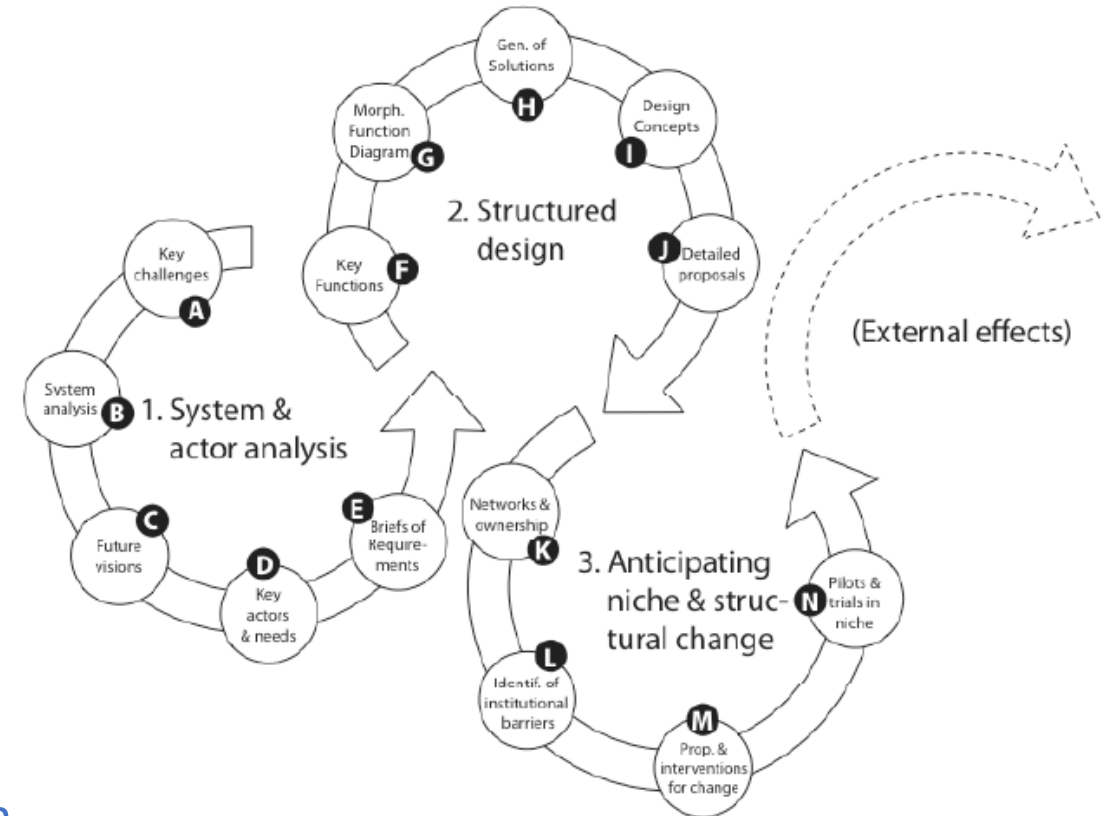 Key
challenges
A
System
analysis
B
1. System &
actor analysis
C
Future
visions
D
Key
actors
& needs
E
Briefs of
Require-
ments
Key
Functions
F
Morph.
Function
Diagram
G
Gen. of
Solutions
H
Design
Concepts
I
2. Structured
design
J
Detailed
proposals
Networks &
ownership
K
3. Anticipating
niche & struc-
tural change
L
Identif. of
institutional
barriers
M
Prop. &
interventions
for change
N
Pilots &
trials in
niche
(External effects)